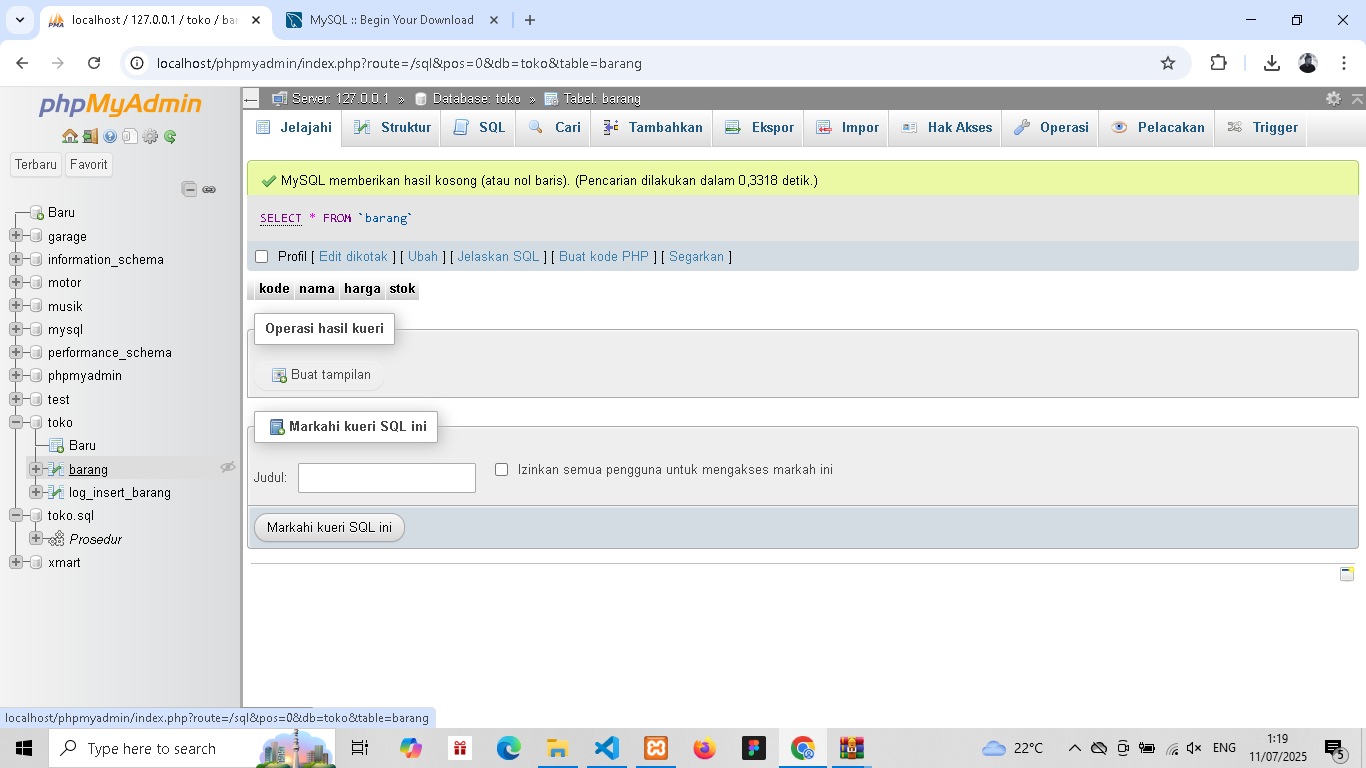 localhost / 127.0.0.1 / toko / bar
MySQL :: Begin Your Download
localhost/phpmyadmin/index.php?route=/sql&pos=0&db=toko&table=barang
phpMyAdmin
Terbaru
Favorit
Baru
garage
information_schema
motor
musik
mysql
performance_schema
phpmyadmin
test
toko
Baru
barang
log_insert_barang
toko.sql
Prosedur
xmart
Server: 127.0.0.1 » Database: toko » Tabel: barang
Jelajahi Struktur SQL Cari Tambahkan Ekspor Impor Hak Akses Operasi Pelacakan Trigger
MySQL memberikan hasil kosong (atau nol baris). (Pencarian dilakukan dalam 0,3318 detik.)
SELECT * FROM `barang`
Profil [ Edit dikotak ] [ Ubah ] [ Jelaskan SQL ] [ Buat kode PHP ] [ Segarkan ]
kode nama harga stok
Operasi hasil kueri
Buat tampilan
Markahi kueri SQL ini
Judul:
Izinkan semua pengguna untuk mengakses markah ini
Markahi kueri SQL ini
localhost/phpmyadmin/index.php?route=/sql&pos=0&db=toko&table=barang
Type here to search
22°C
ENG
1:19
11/07/2025
5